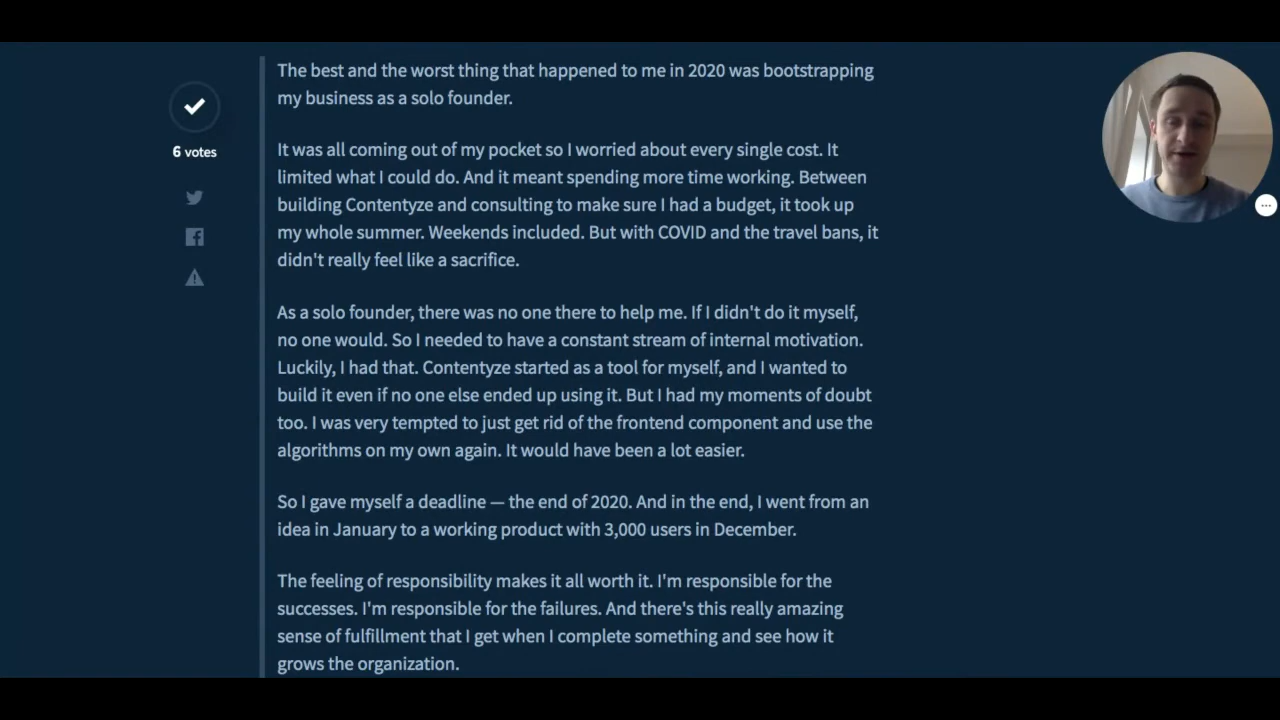 The best and the worst thing that happened to me in 2020 was bootstrapping
my business as a solo founder.
6 votes
It was all coming out of my pocket so I worried about every single cost. It
limited what I could do. And it meant spending more time working. Between
building Contentyze and consulting to make sure I had a budget, it took up
my whole summer. Weekends included. But with COVID and the travel bans, it
didn't really feel like a sacrifice.
As a solo founder, there was no one there to help me. If I didn't do it myself,
no one would. So I needed to have a constant stream of internal motivation.
Luckily, I had that. Contentyze started as a tool for myself, and I wanted to
build it even if no one else ended up using it. But I had my moments of doubt
too. I was very tempted to just get rid of the frontend component and use the
algorithms on my own again. It would have been a lot easier.
So I gave myself a deadline — the end of 2020. And in the end, I went from an
idea in January to a working product with 3,000 users in December.
The feeling of responsibility makes it all worth it. I'm responsible for the
successes. I'm responsible for the failures. And there's this really amazing
sense of fulfillment that I get when I complete something and see how it
grows the organization.